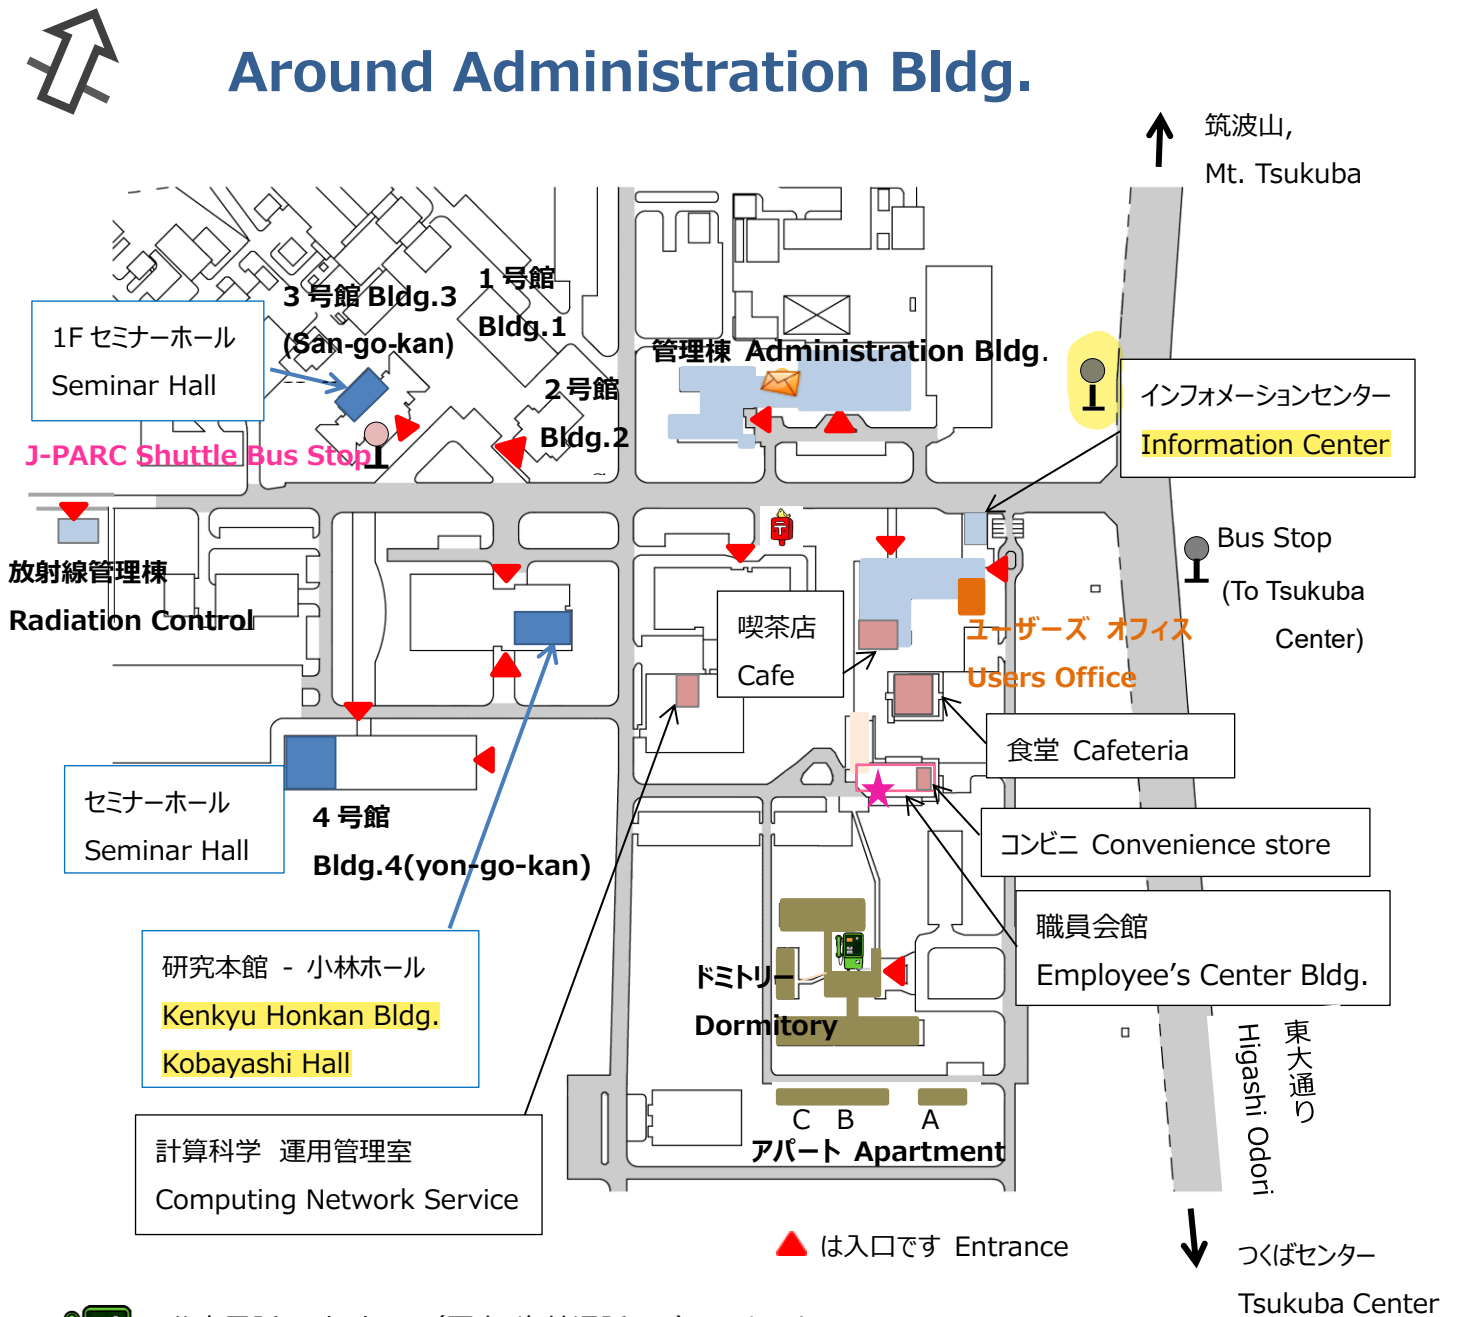 Around Administration Bldg.
筑波山,
Mt. Tsukuba
1号館
Bldg.1
3号館 Bldg.3
(San-go-kan)
1F セミナーホール
Seminar Hall
管理棟 Administration Bldg.
2号館
Bldg.2
インフォメーションセンター
Information Center
J-PARC Shuttle Bus Stop
〒
Bus Stop
(To Tsukuba
Center)
放射線管理棟
Radiation Control
喫茶店
Cafe
ユーザーズ オフィス
Users Office
食堂 Cafeteria
セミナーホール
Seminar Hall
4号館
Bldg.4(yon-go-kan)
コンビニ Convenience store
職員会館
Employee's Center Bldg.
研究本館 - 小林ホール
Kenkyu Honkan Bldg.
Kobayashi Hall
ドミトリー
Dormitory
東大通り
Higashi Odori
C B A
アパート Apartment
計算科学 運用管理室
Computing Network Service
は入口です Entrance
つくばセンター
Tsukuba Center